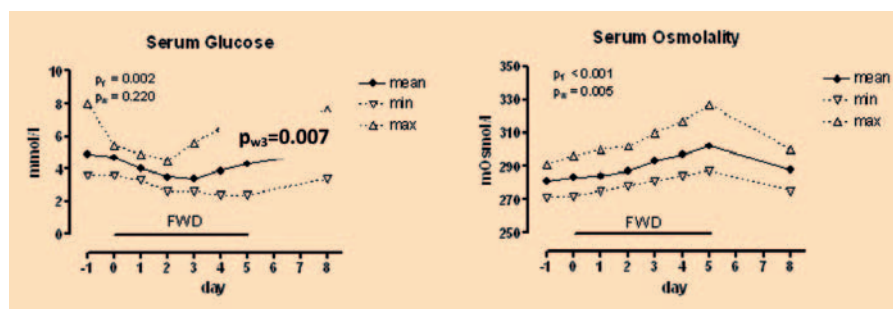 Serum Glucose
10
8
6
4
2
0
mmol/l
pf = 0.002
pw = 0.220
pw3=0.007
FWD
-1 0 1 2 3 4 5 6 7 8
day
mean
min
max
Serum Osmolality
350
330
310
290
270
250
mOsmol/l
pf <0.001
pw = 0.005
FWD
-1 0 1 2 3 4 5 6 7 8
day
mean
min
max